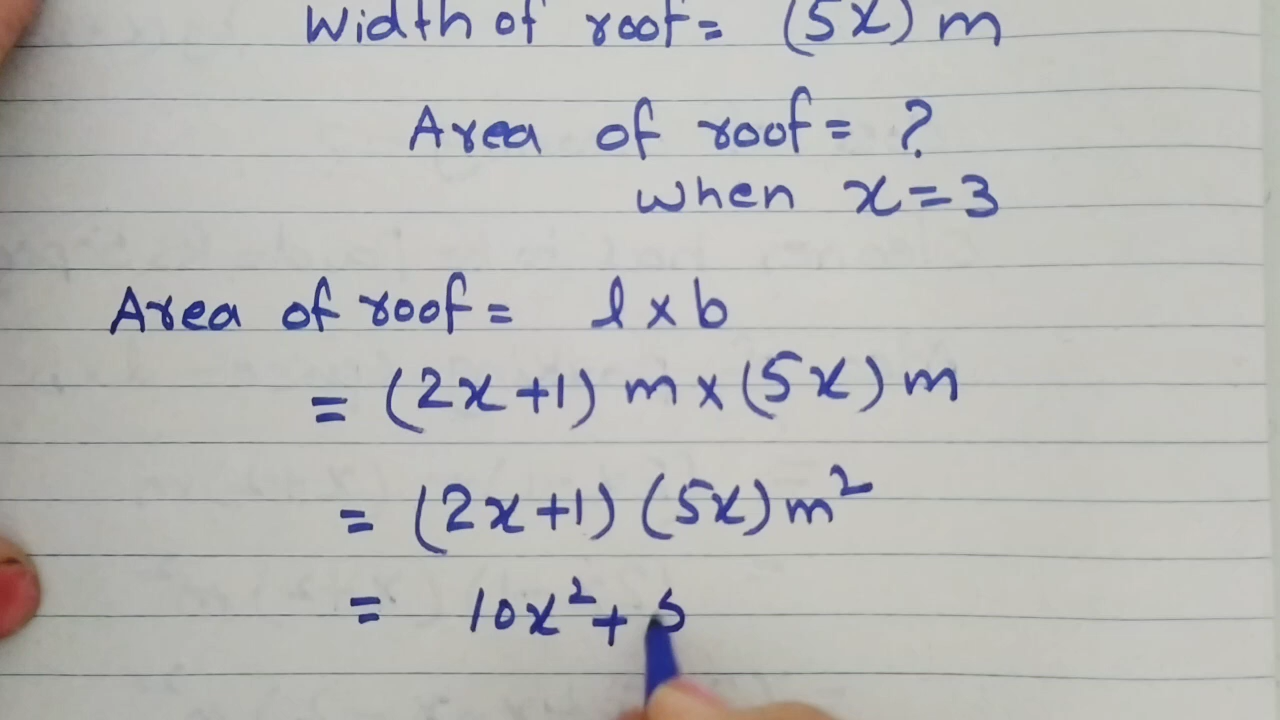 Width of roof = (5x) m
Area of roof = ?
when x = 3
Area of roof = l × b
= (2x+1) m × (5x) m
= (2x+1) (5x) m²
= 10x² + 5